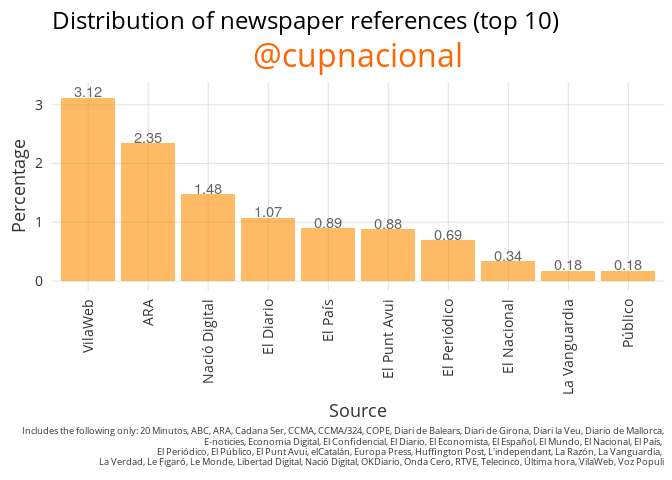 Distribution of newspaper references (top 10)
@cupnacional
Percentage
3
2
1
0
3.12
2.35
1.48
1.07
0.89
0.88
0.69
0.34
0.18
0.18
VilaWeb
ARA
Nació Digital
El Diario
El País
El Punt Avui
El Periódico
El Nacional
La Vanguardia
Público
Source
Includes the following only: 20 Minutos, ABC, ARA, Cadana Ser, CCMA, CCMA/324, COPE, Diari de Balears, Diari de Girona, Diari la Veu, Diario de Mallorca,
E-noticies, Economia Digital, El Confidencial, El Diario, El Economista, El Español, El Mundo, El Nacional, El País,
El Periódico, El Público, El Punt Avui, elCatalán, Europa Press, Huffington Post, L'independant, La Razón, La Vanguardia,
La Verdad, Le Figaró, Le Monde, Libertad Digital, Nació Digital, OKDiario, Onda Cero, RTVE, Telecinco, Última hora, VilaWeb, Voz Populi